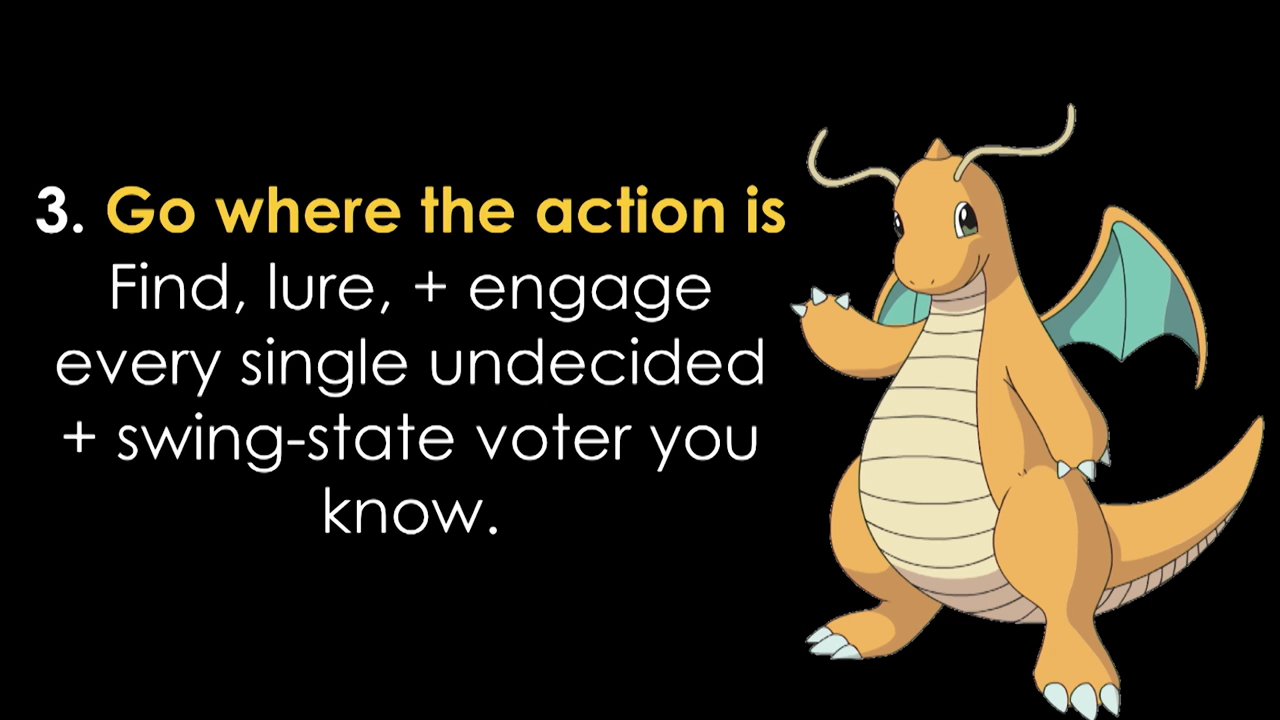 3. Go where the action is
Find, lure, + engage
every single undecided
+ swing-state voter you
know.